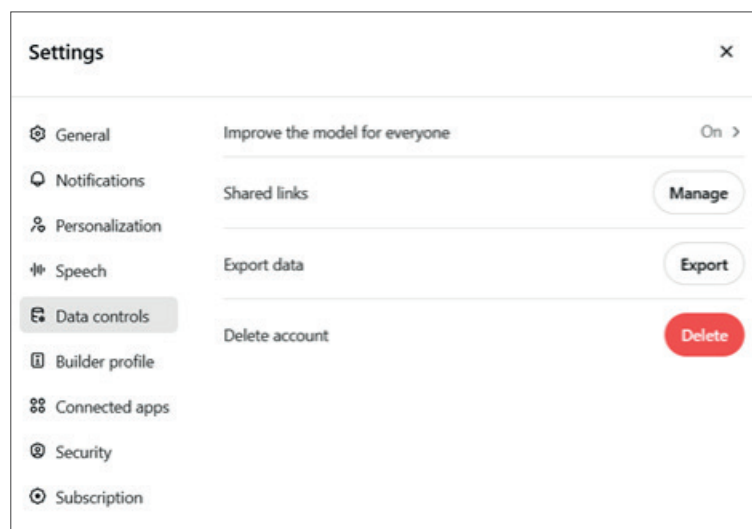 Settings
General
Notifications
Personalization
Speech
Data controls
Builder profile
Connected apps
Security
Subscription
Improve the model for everyone On
Shared links Manage
Export data Export
Delete account Delete